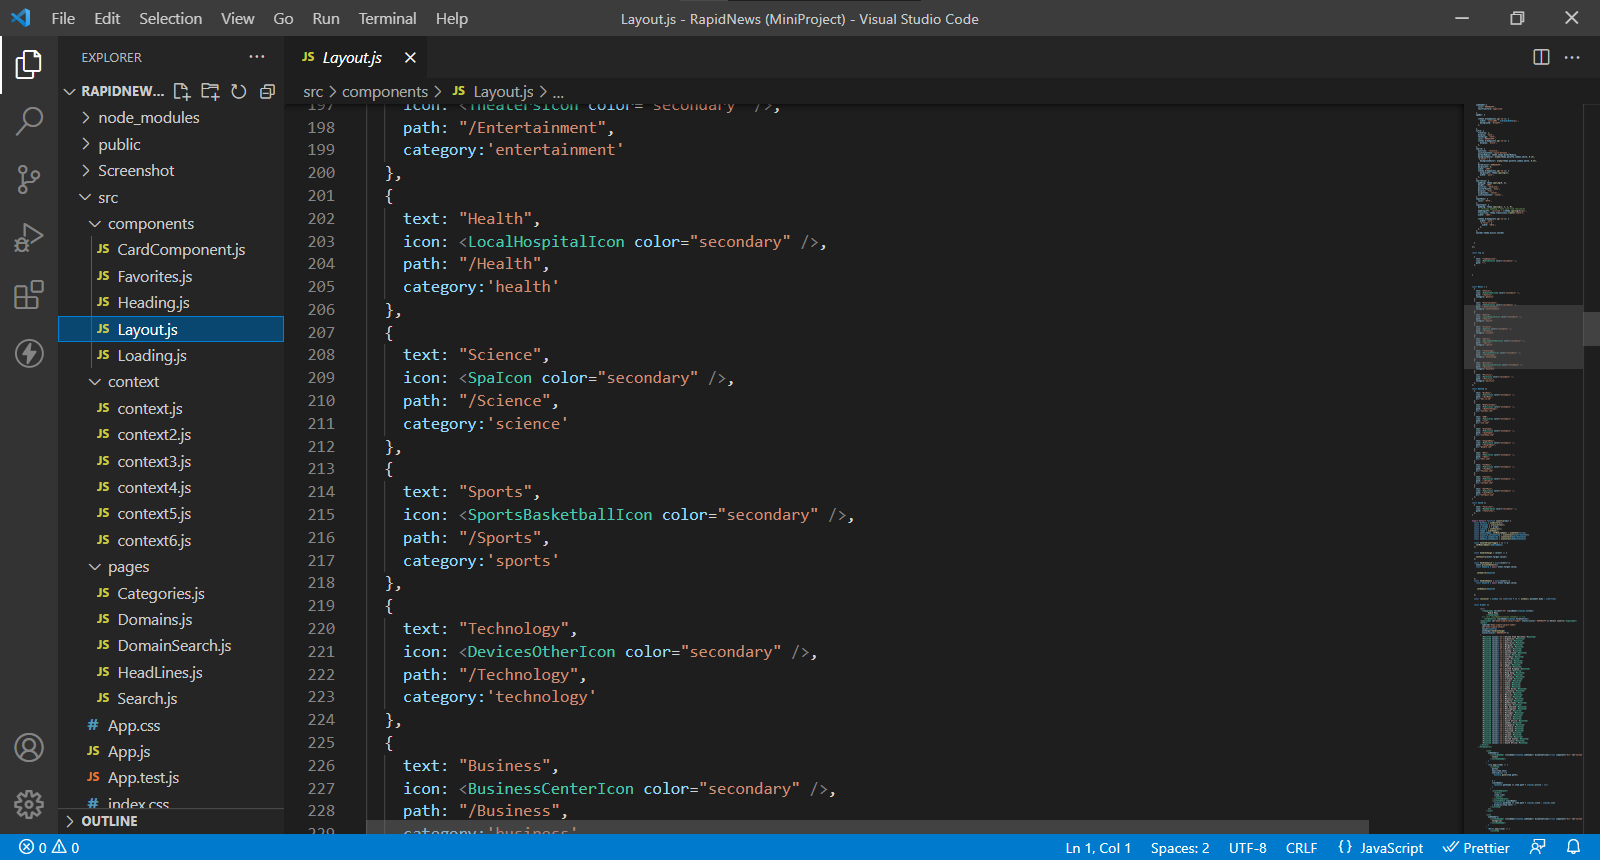 File Edit Selection View Go Run Terminal Help
Layout.js - RapidNews (MiniProject) - Visual Studio Code
EXPLORER
RAPIDNEW...
node_modules
public
Screenshot
src
components
JS CardComponent.js
JS Favorites.js
JS Heading.js
JS Layout.js
JS Loading.js
context
JS context.js
JS context2.js
JS context3.js
JS context4.js
JS context5.js
JS context6.js
pages
JS Categories.js
JS Domains.js
JS DomainSearch.js
JS HeadLines.js
JS Search.js
# App.css
JS App.js
JS App.test.js
# index.css
OUTLINE
JS Layout.js
src > components > JS Layout.js > ...
197 icon: <TheatersIcon color="secondary" />,
198 path: "/Entertainment",
199 category:'entertainment'
200 },
201 {
202 text: "Health",
203 icon: <LocalHospitalIcon color="secondary" />,
204 path: "/Health",
205 category:'health'
206 },
207 {
208 text: "Science",
209 icon: <SpaIcon color="secondary" />,
210 path: "/Science",
211 category:'science'
212 },
213 {
214 text: "Sports",
215 icon: <SportsBasketballIcon color="secondary" />,
216 path: "/Sports",
217 category:'sports'
218 },
219 {
220 text: "Technology",
221 icon: <DevicesOtherIcon color="secondary" />,
222 path: "/Technology",
223 category:'technology'
224 },
225 {
226 text: "Business",
227 icon: <BusinessCenterIcon color="secondary" />,
228 path: "/Business",
229 category:'business'
0 0
Ln 1, Col 1 Spaces: 2 UTF-8 CRLF {} JavaScript Prettier